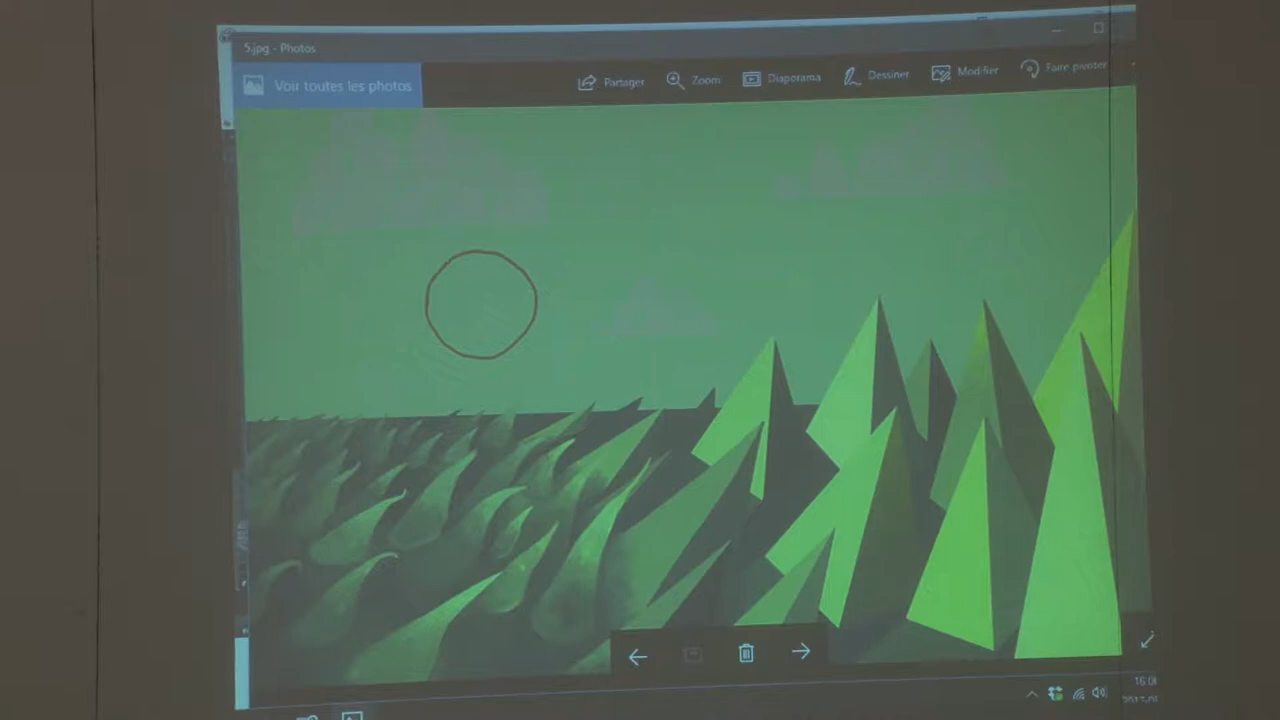 5.jpg - Photos
Voir toutes les photos
Partager
Zoom
Diaporama
Dessiner
Modifier
Faire pivoter